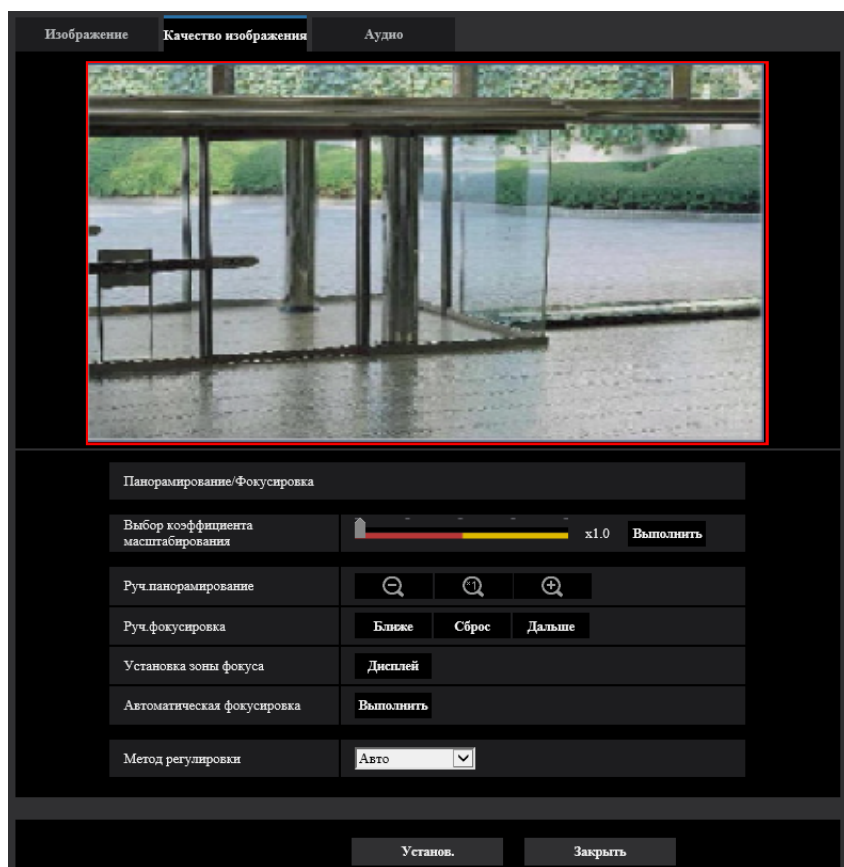 Изображение Качество изображения Аудио
Панорамирование/Фокусировка
Выбор коэффициента
масштабирования
x1.0 Выполнить
Руч.панорамирование
×1
Руч.фокусировка Ближе Сброс Дальше
Установка зоны фокуса Дисплей
Автоматическая фокусировка Выполнить
Метод регулировки Авто
Установ. Закрыть